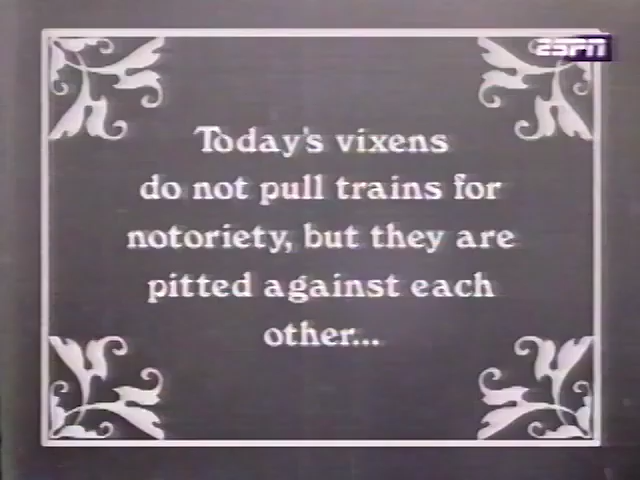 ESPN
Today's vixens
do not pull trains for
notoriety, but they are
pitted against each
other...